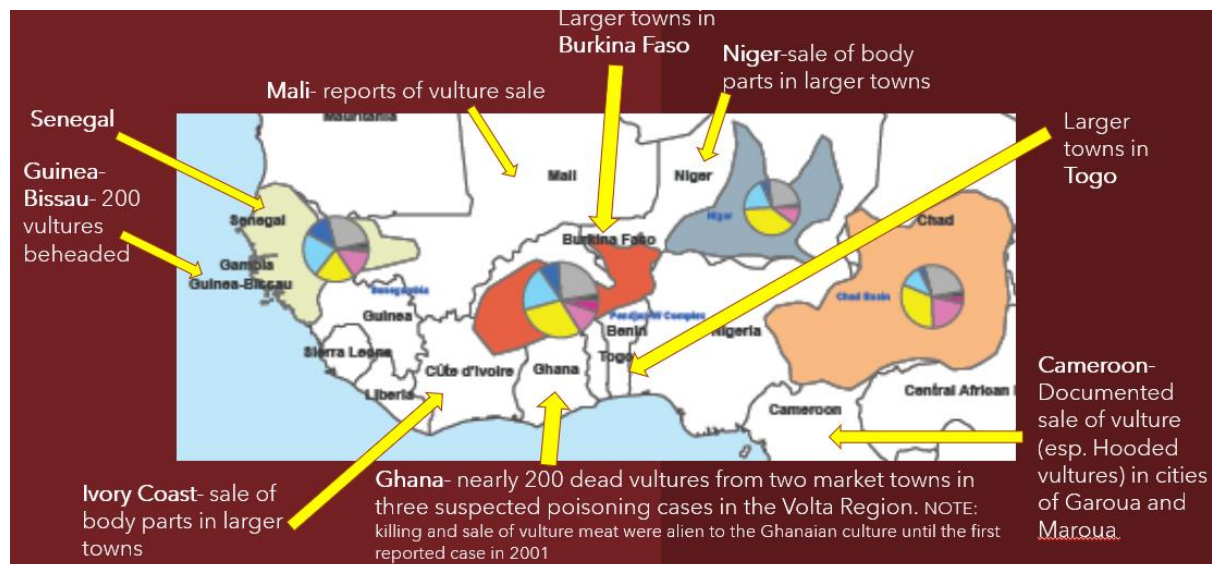 Larger towns in
Burkina Faso
Niger-sale of body
parts in larger towns
Mali- reports of vulture sale
Senegal
Guinea-
Bissau- 200
vultures
beheaded
Larger
towns in
Togo
Mauritania
Mali
Niger
Niger
Chad
Senegal
Burkina Faso
Gambia
Guinea-Bissau
Senegambia
Chad Basin
Guinea
Pendjari-W Complex
Benin
Nigeria
Sierra Leone
Togo
Côte d'Ivoire
Ghana
Liberia
Central African
Cameroon
Cameroon-
Documented
sale of vulture
(esp. Hooded
vultures) in cities
of Garoua and
Maroua
Ivory Coast- sale of
body parts in larger
towns
Ghana- nearly 200 dead vultures from two market towns in
three suspected poisoning cases in the Volta Region. NOTE:
killing and sale of vulture meat were alien to the Ghanaian culture until the first
reported case in 2001